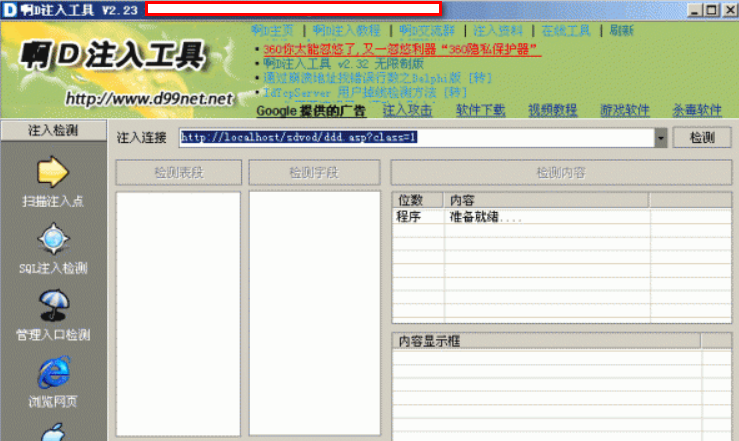 啊D注入工具 V2.23
啊D注入工具
http://www.d99net.net
啊D主页 | 啊D注入教程 | 啊D交流群 | 注入资料 | 在线工具 | 刷新
• 360你太能忽悠了,又一忽悠利器“360隐私保护器”
• 啊D注入工具 v2.32 无限制版
• 通过崩溃地址找错误行数之Delphi版 [转]
• IdTcpServer 用户掉线检测方法 [转]
Google 提供的广告 注入攻击 软件下载 视频教程 游戏软件 杀毒软件
注入检测
注入连接 http://localhost/sdvod/ddd.asp?class=1 检测
检测表段 检测字段 检测内容
扫描注入点
位数 内容
程序 准备就绪....
SQL注入检测
管理入口检测
内容显示框
浏览网页